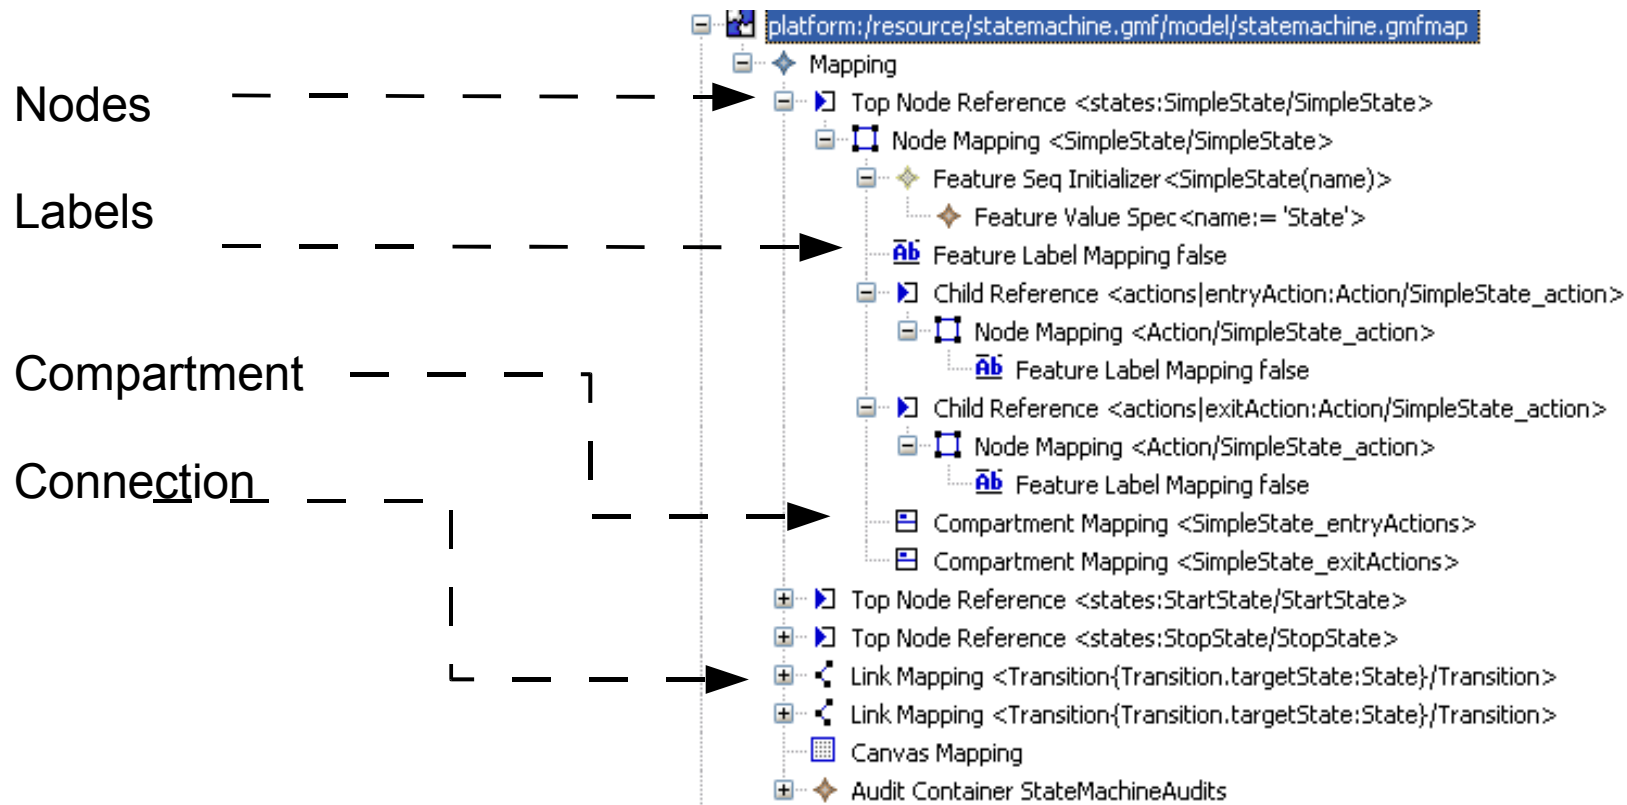 platform:/resource/statemachine.gmf/model/statemachine.gmfmap
Mapping
Nodes
Top Node Reference <states:SimpleState/SimpleState>
Node Mapping <SimpleState/SimpleState>
Feature Seq Initializer<SimpleState(name)>
Labels
Feature Value Spec<name:= 'State'>
Ab Feature Label Mapping false
Child Reference <actions|entryAction:Action/SimpleState_action>
Node Mapping <Action/SimpleState_action>
Compartment
Ab Feature Label Mapping false
Child Reference <actions|exitAction:Action/SimpleState_action>
Node Mapping <Action/SimpleState_action>
Connection
Ab Feature Label Mapping false
Compartment Mapping <SimpleState_entryActions>
Compartment Mapping <SimpleState_exitActions>
Top Node Reference <states:StartState/StartState>
Top Node Reference <states:StopState/StopState>
Link Mapping <Transition{Transition.targetState:State}/Transition>
Link Mapping <Transition{Transition.targetState:State}/Transition>
Canvas Mapping
Audit Container StateMachineAudits